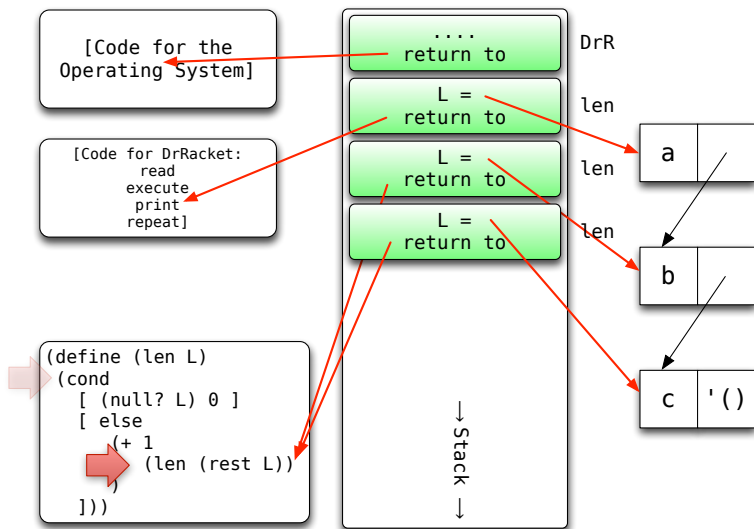 [Code for the
Operating System]
....
return to
DrR
L =
return to
len
a
[Code for DrRacket:
read
execute
print
repeat]
L =
return to
len
L =
return to
len
b
(define (len L)
(cond
[ (null? L) 0 ]
[ else
(+ 1
(len (rest L))
)
]))
c '()
→ Stack →